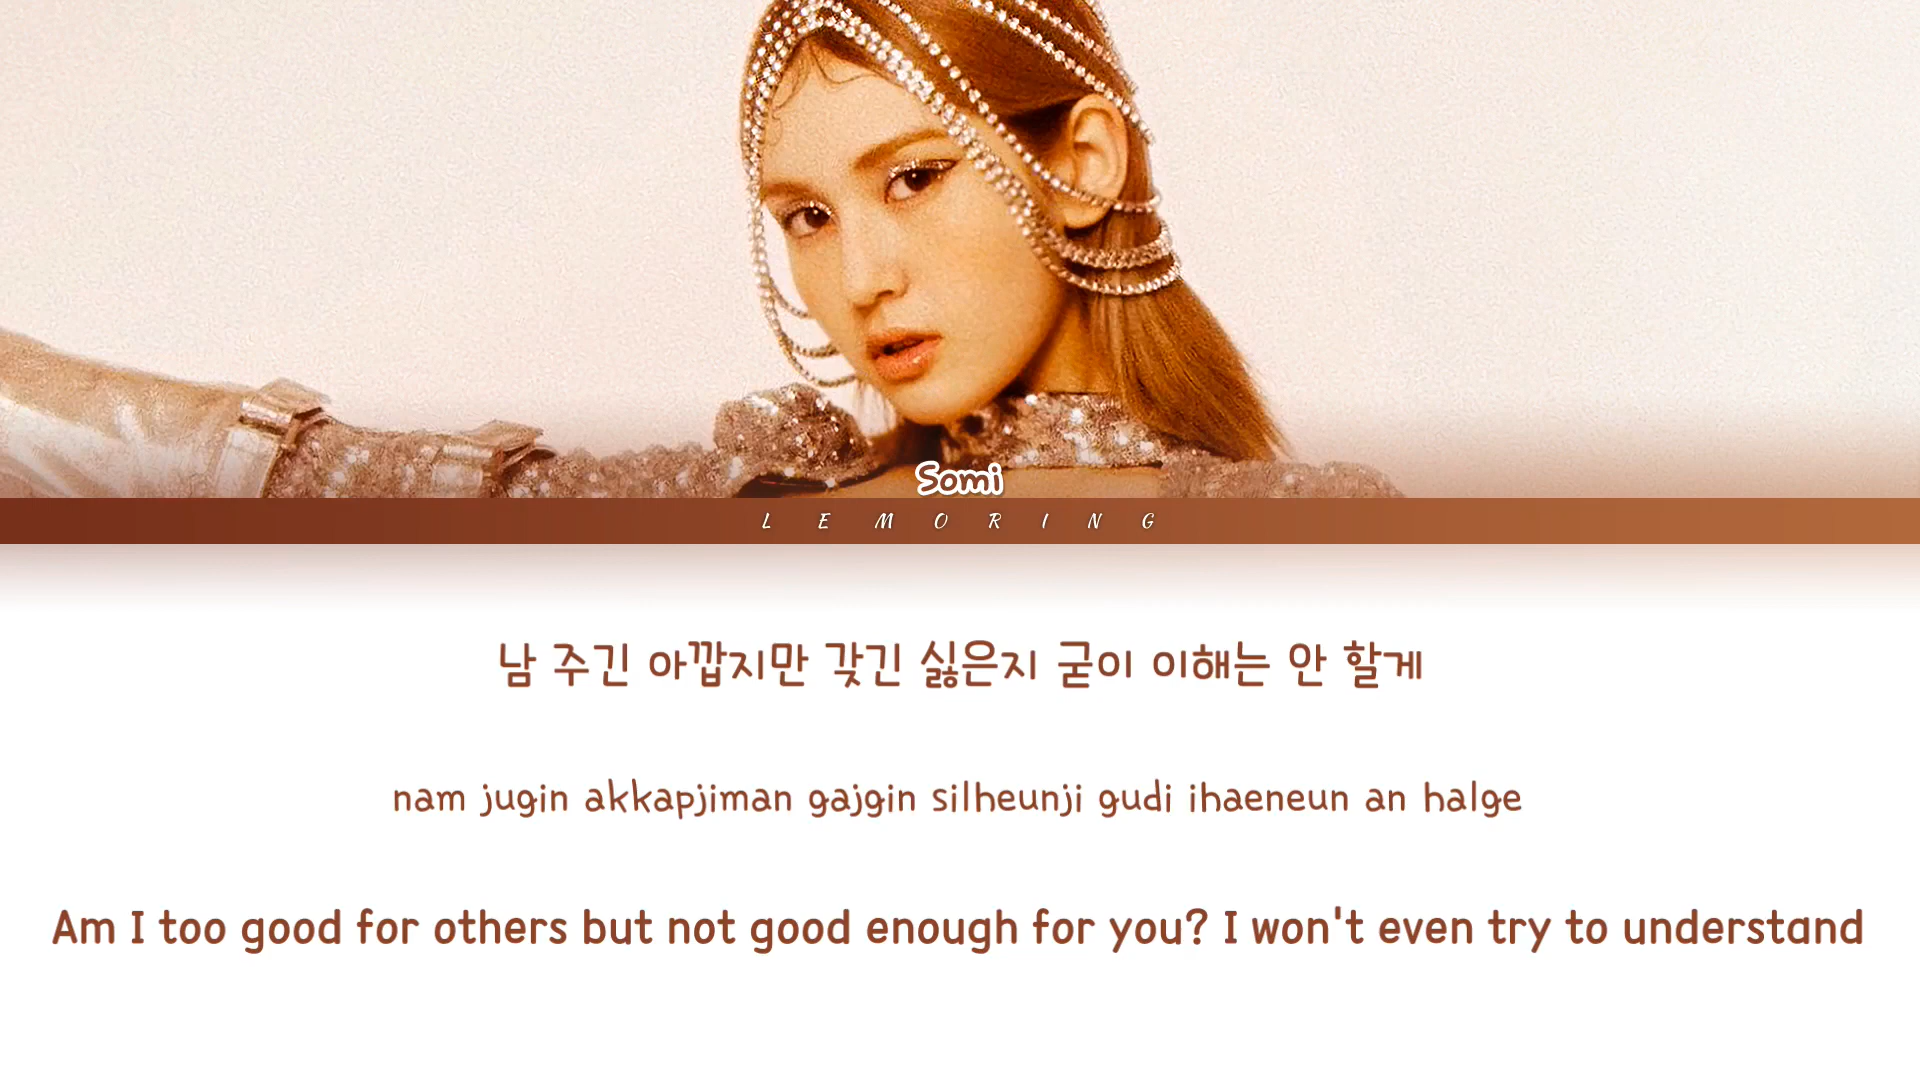 Somi
LEMORING
남 주긴 아깝지만 갖긴 싫은지 굳이 이해는 안 할게
nam jugin akkapjiman gajgin silheunji gudi ihaeneun an halge
Am I too good for others but not good enough for you? I won't even try to understand